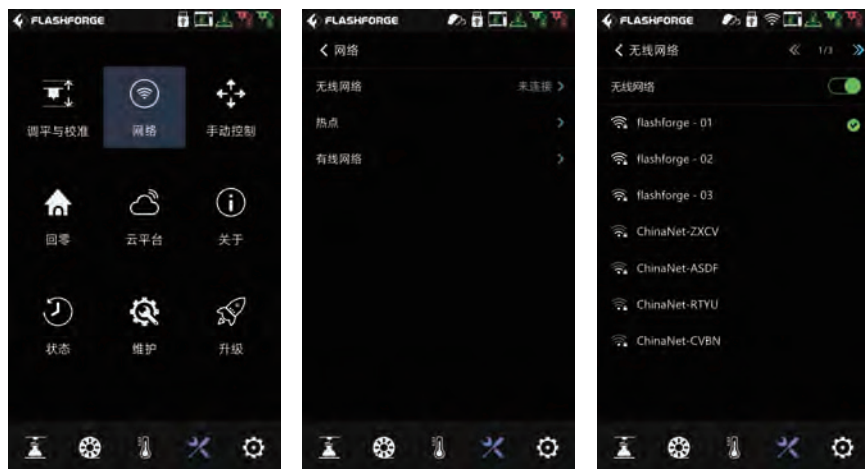 FLASHFORGE
调平与校准
网络
手动控制
回零
云平台
关于
状态
维护
升级
FLASHFORGE
网络
无线网络 未连接
热点
有线网络
FLASHFORGE
无线网络 1/3
无线网络
flashforge - 01
flashforge - 02
flashforge - 03
ChinaNet-ZXCV
ChinaNet-ASDF
ChinaNet-RTYU
ChinaNet-CVBN